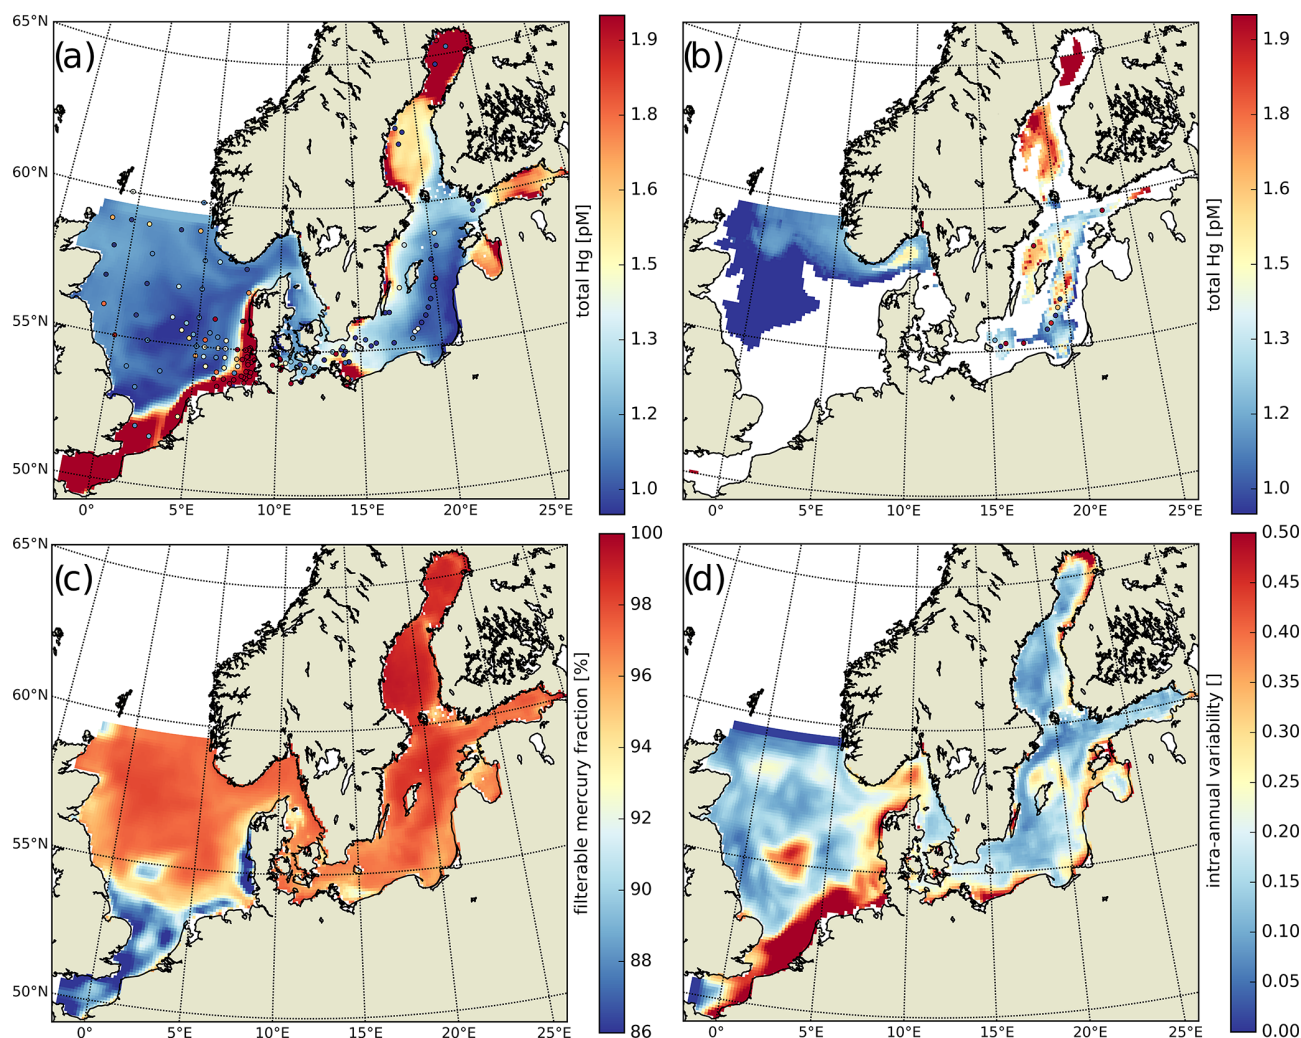 (a)
65°N
60°N
55°N
50°N
0°
5°E
10°E
15°E
20°E
25°E
1.9
1.8
1.6
1.5
1.3
1.2
1.0
total Hg [pM]
(b)
0°
5°E
10°E
15°E
20°E
25°E
1.9
1.8
1.6
1.5
1.3
1.2
1.0
total Hg [pM]
(c)
65°N
60°N
55°N
50°N
0°
5°E
10°E
15°E
20°E
25°E
100
98
96
94
92
90
88
86
filterable mercury fraction [%]
(d)
0°
5°E
10°E
15°E
20°E
25°E
0.50
0.45
0.40
0.35
0.30
0.25
0.20
0.15
0.10
0.05
0.00
intra-annual variability []